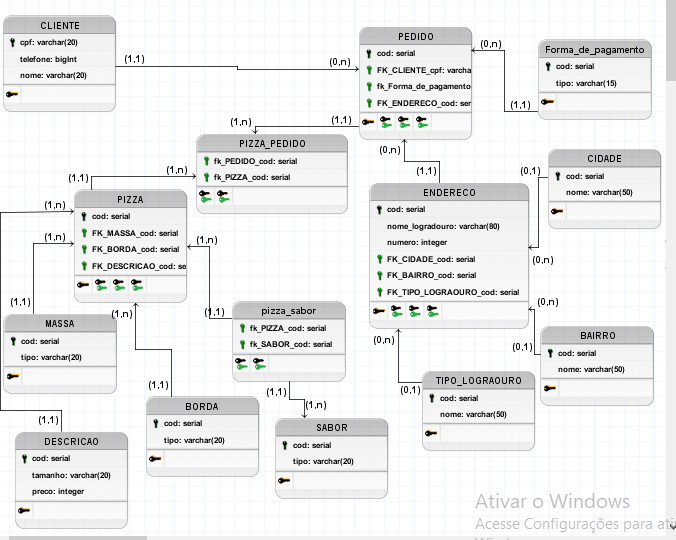 CLIENTE
cpf: varchar(20)
telefone: bigInt
nome: varchar(20)
(1,1)
(0,n)
PEDIDO
cod: serial
FK_CLIENTE_cpf: varcha
fk_Forma_de_pagamento
FK_ENDERECO_cod: ser
(0,n)
Forma_de_pagamento
cod: serial
tipo: varchar(15)
(1,1)
(1,n)
(1,1)
(0,n)
(1,1)
PIZZA_PEDIDO
fk_PEDIDO_cod: serial
fk_PIZZA_cod: serial
(1,n)
(1,1)
CIDADE
cod: serial
nome: varchar(50)
(0,1)
(0,n)
PIZZA
cod: serial
FK_MASSA_cod: serial
FK_BORDA_cod: serial
FK_DESCRICAO_cod: se
(1,n)
(1,n)
(1,n)
(1,n)
ENDERECO
cod: serial
nome_logradouro: varchar(80)
numero: integer
FK_CIDADE_cod: serial
FK_BAIRRO_cod: serial
FK_TIPO_LOGRAOURO_cod: serial
(0,n)
(0,n)
(1,1)
(1,1)
pizza_sabor
fk_PIZZA_cod: serial
fk_SABOR_cod: serial
MASSA
cod: serial
tipo: varchar(20)
BAIRRO
cod: serial
nome: varchar(50)
(0,1)
(0,1)
TIPO_LOGRAOURO
cod: serial
nome: varchar(50)
(1,1)
BORDA
cod: serial
tipo: varchar(20)
(1,1)
(1,n)
SABOR
cod: serial
tipo: varchar(20)
(1,1)
DESCRICAO
cod: serial
tamanho: varchar(20)
preco: integer
Ativar o Windows
Acesse Configurações para ati